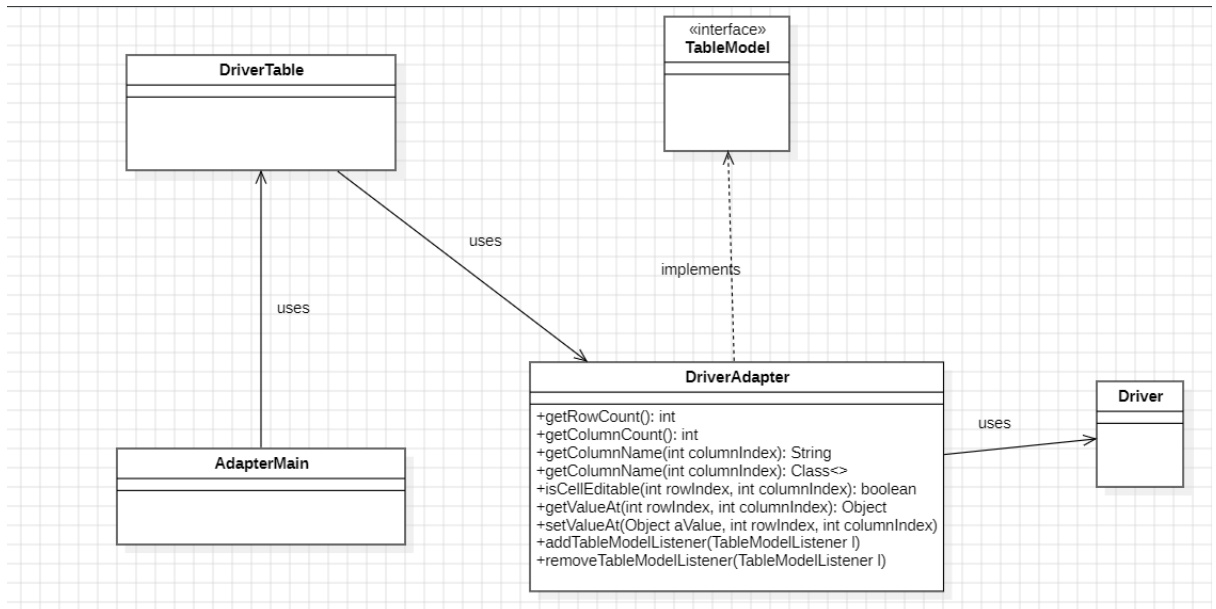 «interface»
TableModel
DriverTable
uses
implements
uses
DriverAdapter
+getRowCount(): int
+getColumnCount(): int
+getColumnName(int columnIndex): String
+getColumnName(int columnIndex): Class<>
+isCellEditable(int rowIndex, int columnIndex): boolean
+getValueAt(int rowIndex, int columnIndex): Object
+setValueAt(Object aValue, int rowIndex, int columnIndex)
+addTableModelListener(TableModelListener l)
+removeTableModelListener(TableModelListener l)
Driver
uses
AdapterMain